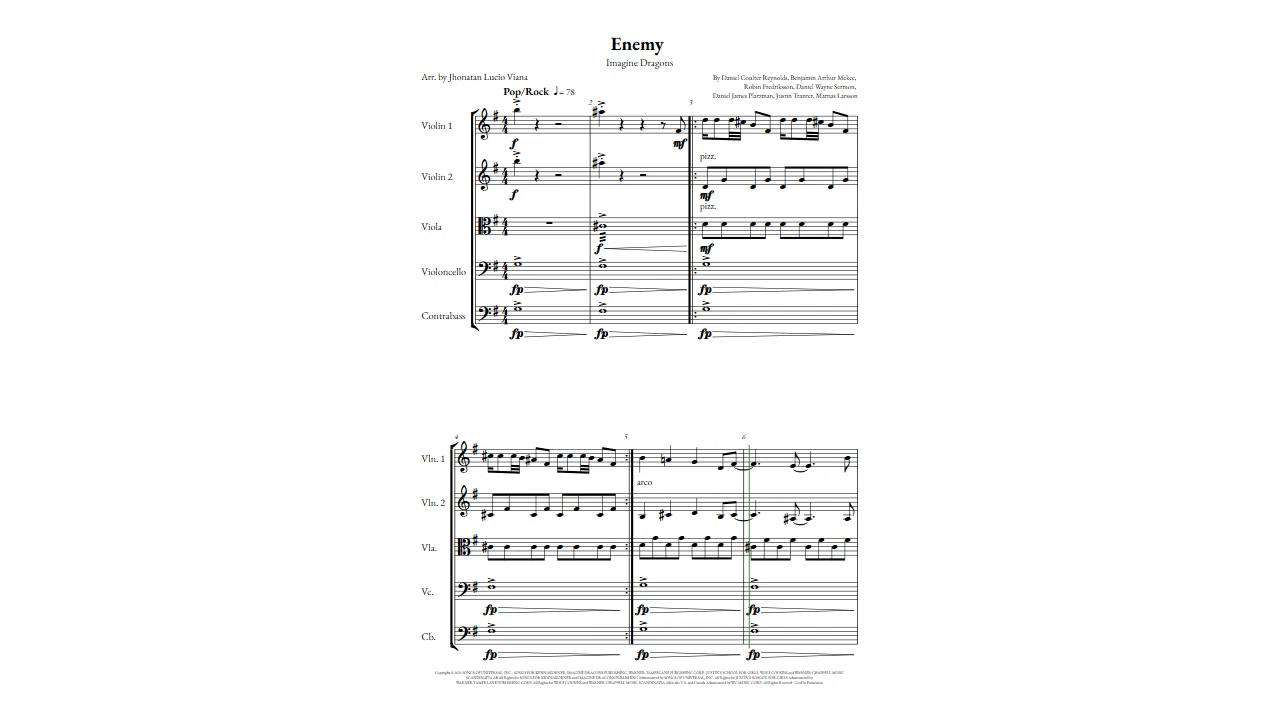 Enemy
Imagine Dragons
Arr. by Jhonatan Lucio Viana
By Daniel Coulter Reynolds, Benjamin Arthur Mckee,
Robin Fredriksson, Daniel Wayne Sermon,
Daniel James Platzman, Justin Tranter, Mattias Larsson
Pop/Rock ♩= 78
2
3
Violin 1
f
mf
pizz.
Violin 2
f
mf
pizz.
Viola
f
mf
Violoncello
fp
fp
fp
Contrabass
fp
fp
fp
4
5
6
Vln. 1
arco
Vln. 2
Vla.
Vc.
fp
fp
fp
Cb.
fp
fp
fp